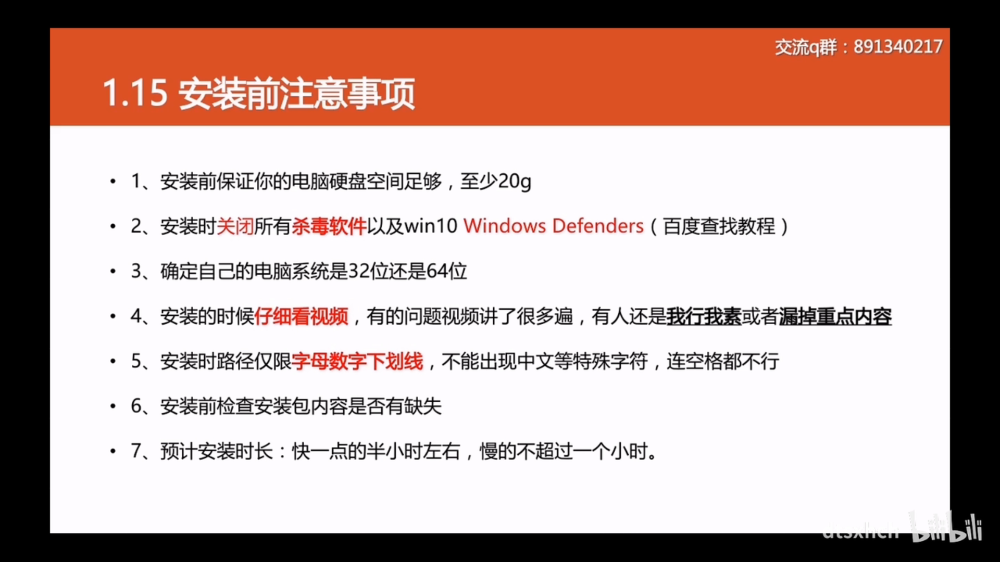 交流q群：891340217
1.15 安装前注意事项
• 1、安装前保证你的电脑硬盘空间足够，至少20g
• 2、安装时关闭所有杀毒软件以及win10 Windows Defenders（百度查找教程）
• 3、确定自己的电脑系统是32位还是64位
• 4、安装的时候仔细看视频，有的问题视频讲了很多遍，有人还是我行我素或者漏掉重点内容
• 5、安装时路径仅限字母数字下划线，不能出现中文等特殊字符，连空格都不行
• 6、安装前检查安装包内容是否有缺失
• 7、预计安装时长：快一点的半小时左右，慢的不超过一个小时。
bilibili